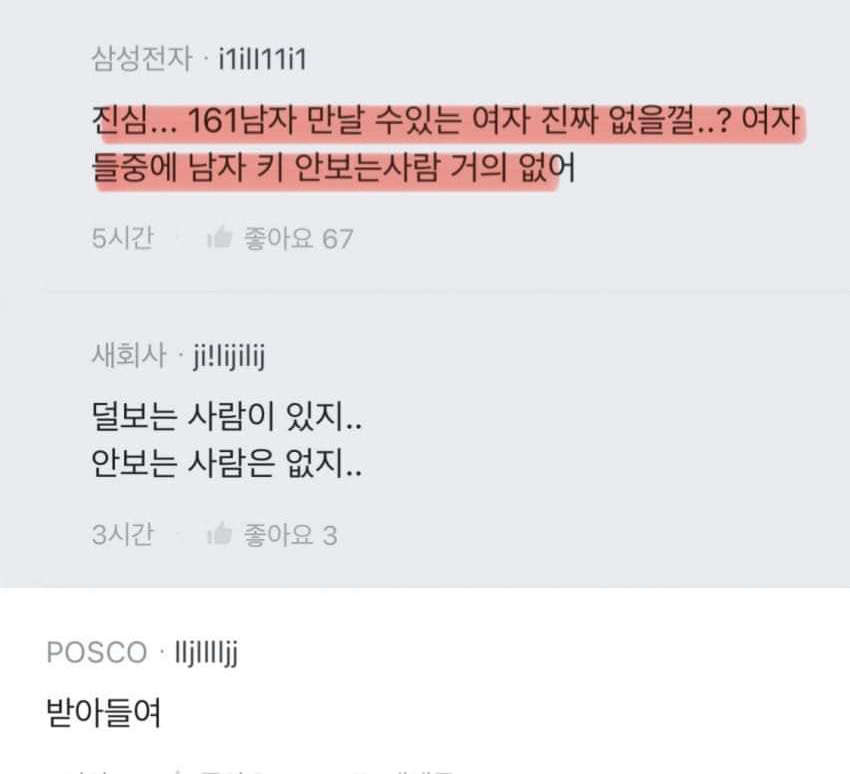 삼성전자 · i1ill11i1
진심... 161남자 만날 수있는 여자 진짜 없을껄..? 여자
들중에 남자 키 안보는사람 거의 없어
5시간 · 좋아요 67
새회사 · ji!lijilij
덜보는 사람이 있지..
안보는 사람은 없지..
3시간 · 좋아요 3
POSCO · lljlllljj
받아들여